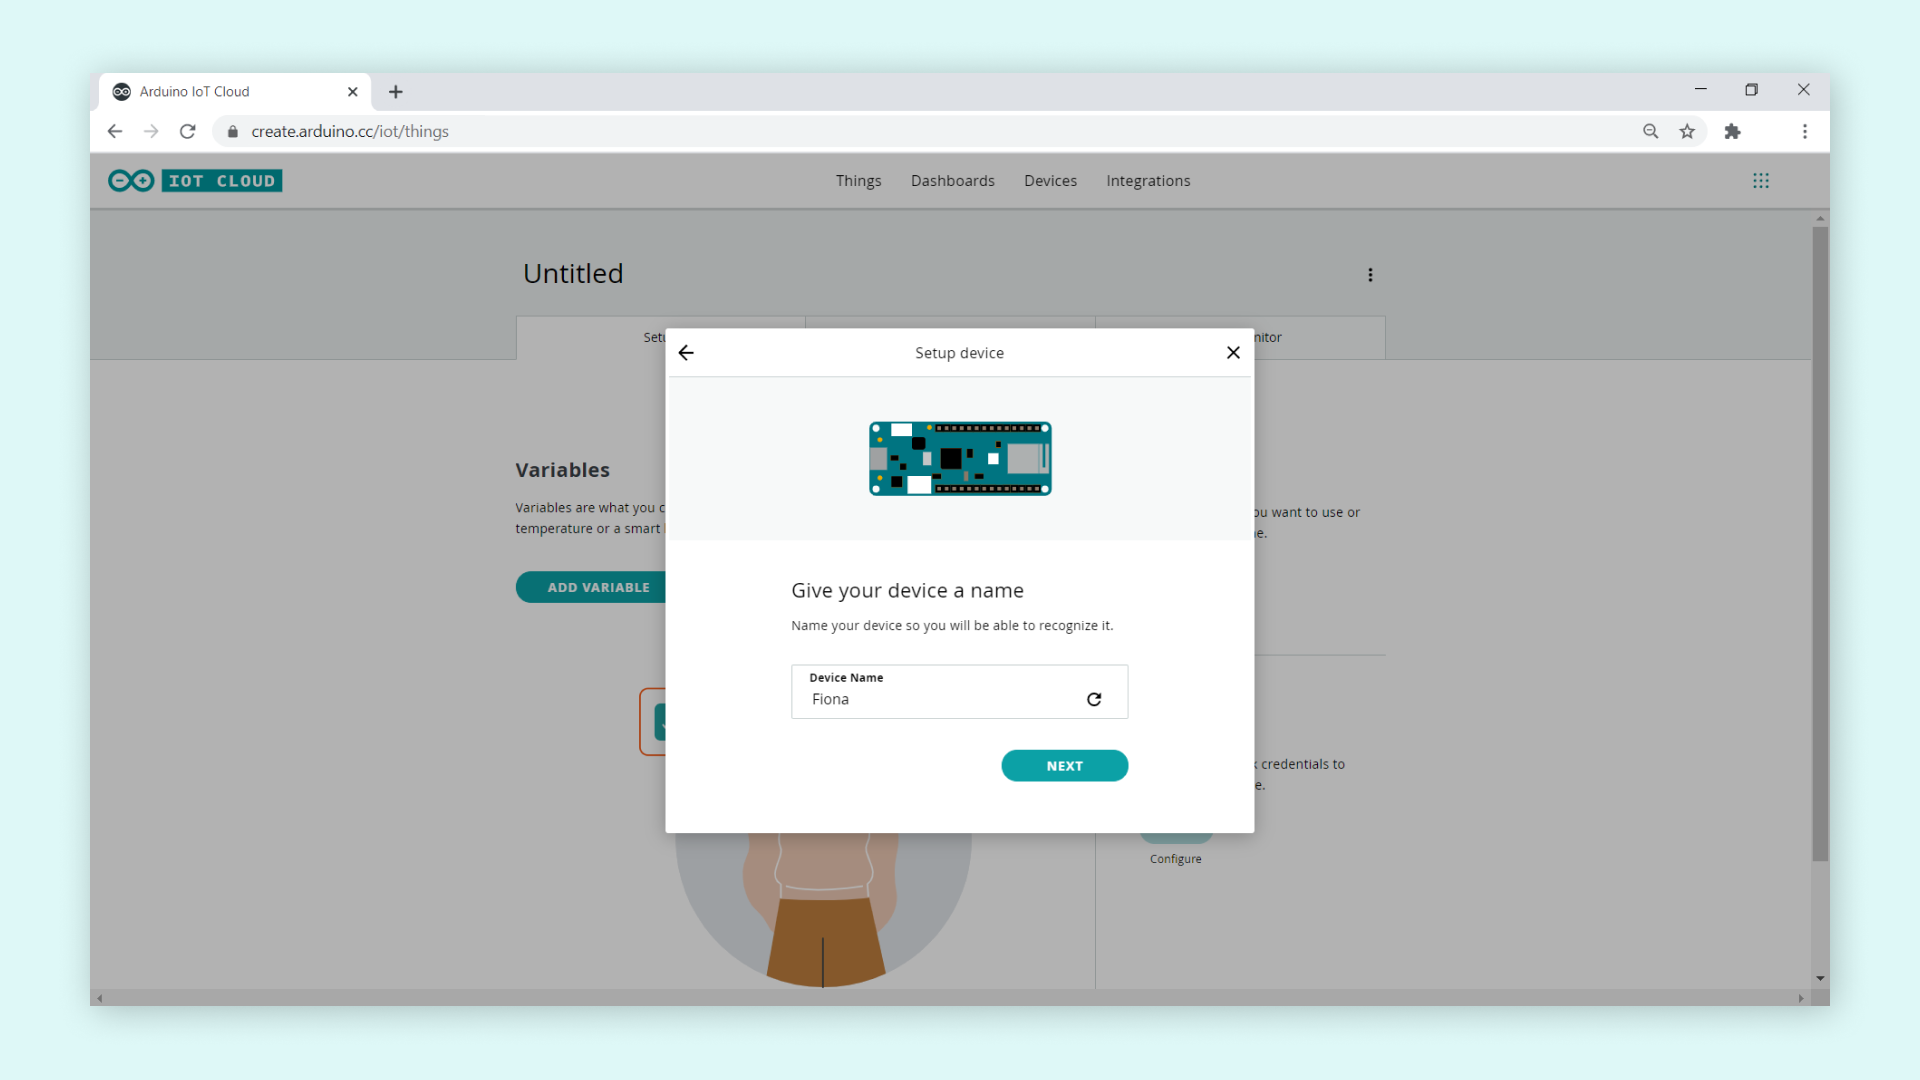 Arduino IoT Cloud
create.arduino.cc/iot/things
IOT CLOUD
Things Dashboards Devices Integrations
Untitled
Setup device
Variables
Variables are what you
temperature or a smart
ADD VARIABLE
Give your device a name
Name your device so you will be able to recognize it.
Device Name
Fiona
NEXT
you want to use or
credentials to
Configure